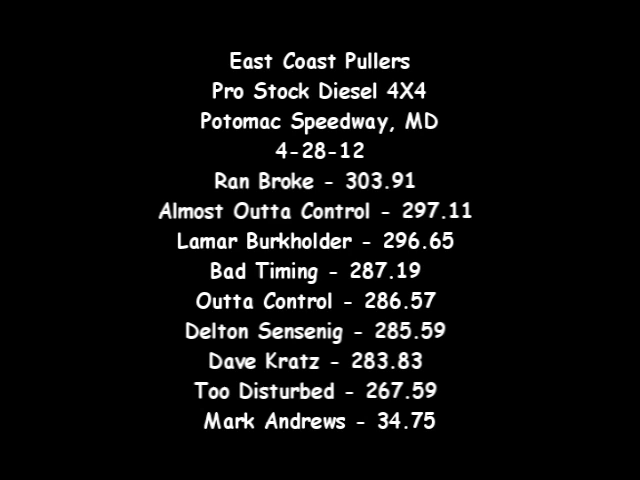 East Coast Pullers
Pro Stock Diesel 4X4
Potomac Speedway, MD
4-28-12
Ran Broke - 303.91
Almost Outta Control - 297.11
Lamar Burkholder - 296.65
Bad Timing - 287.19
Outta Control - 286.57
Delton Sensenig - 285.59
Dave Kratz - 283.83
Too Disturbed - 267.59
Mark Andrews - 34.75